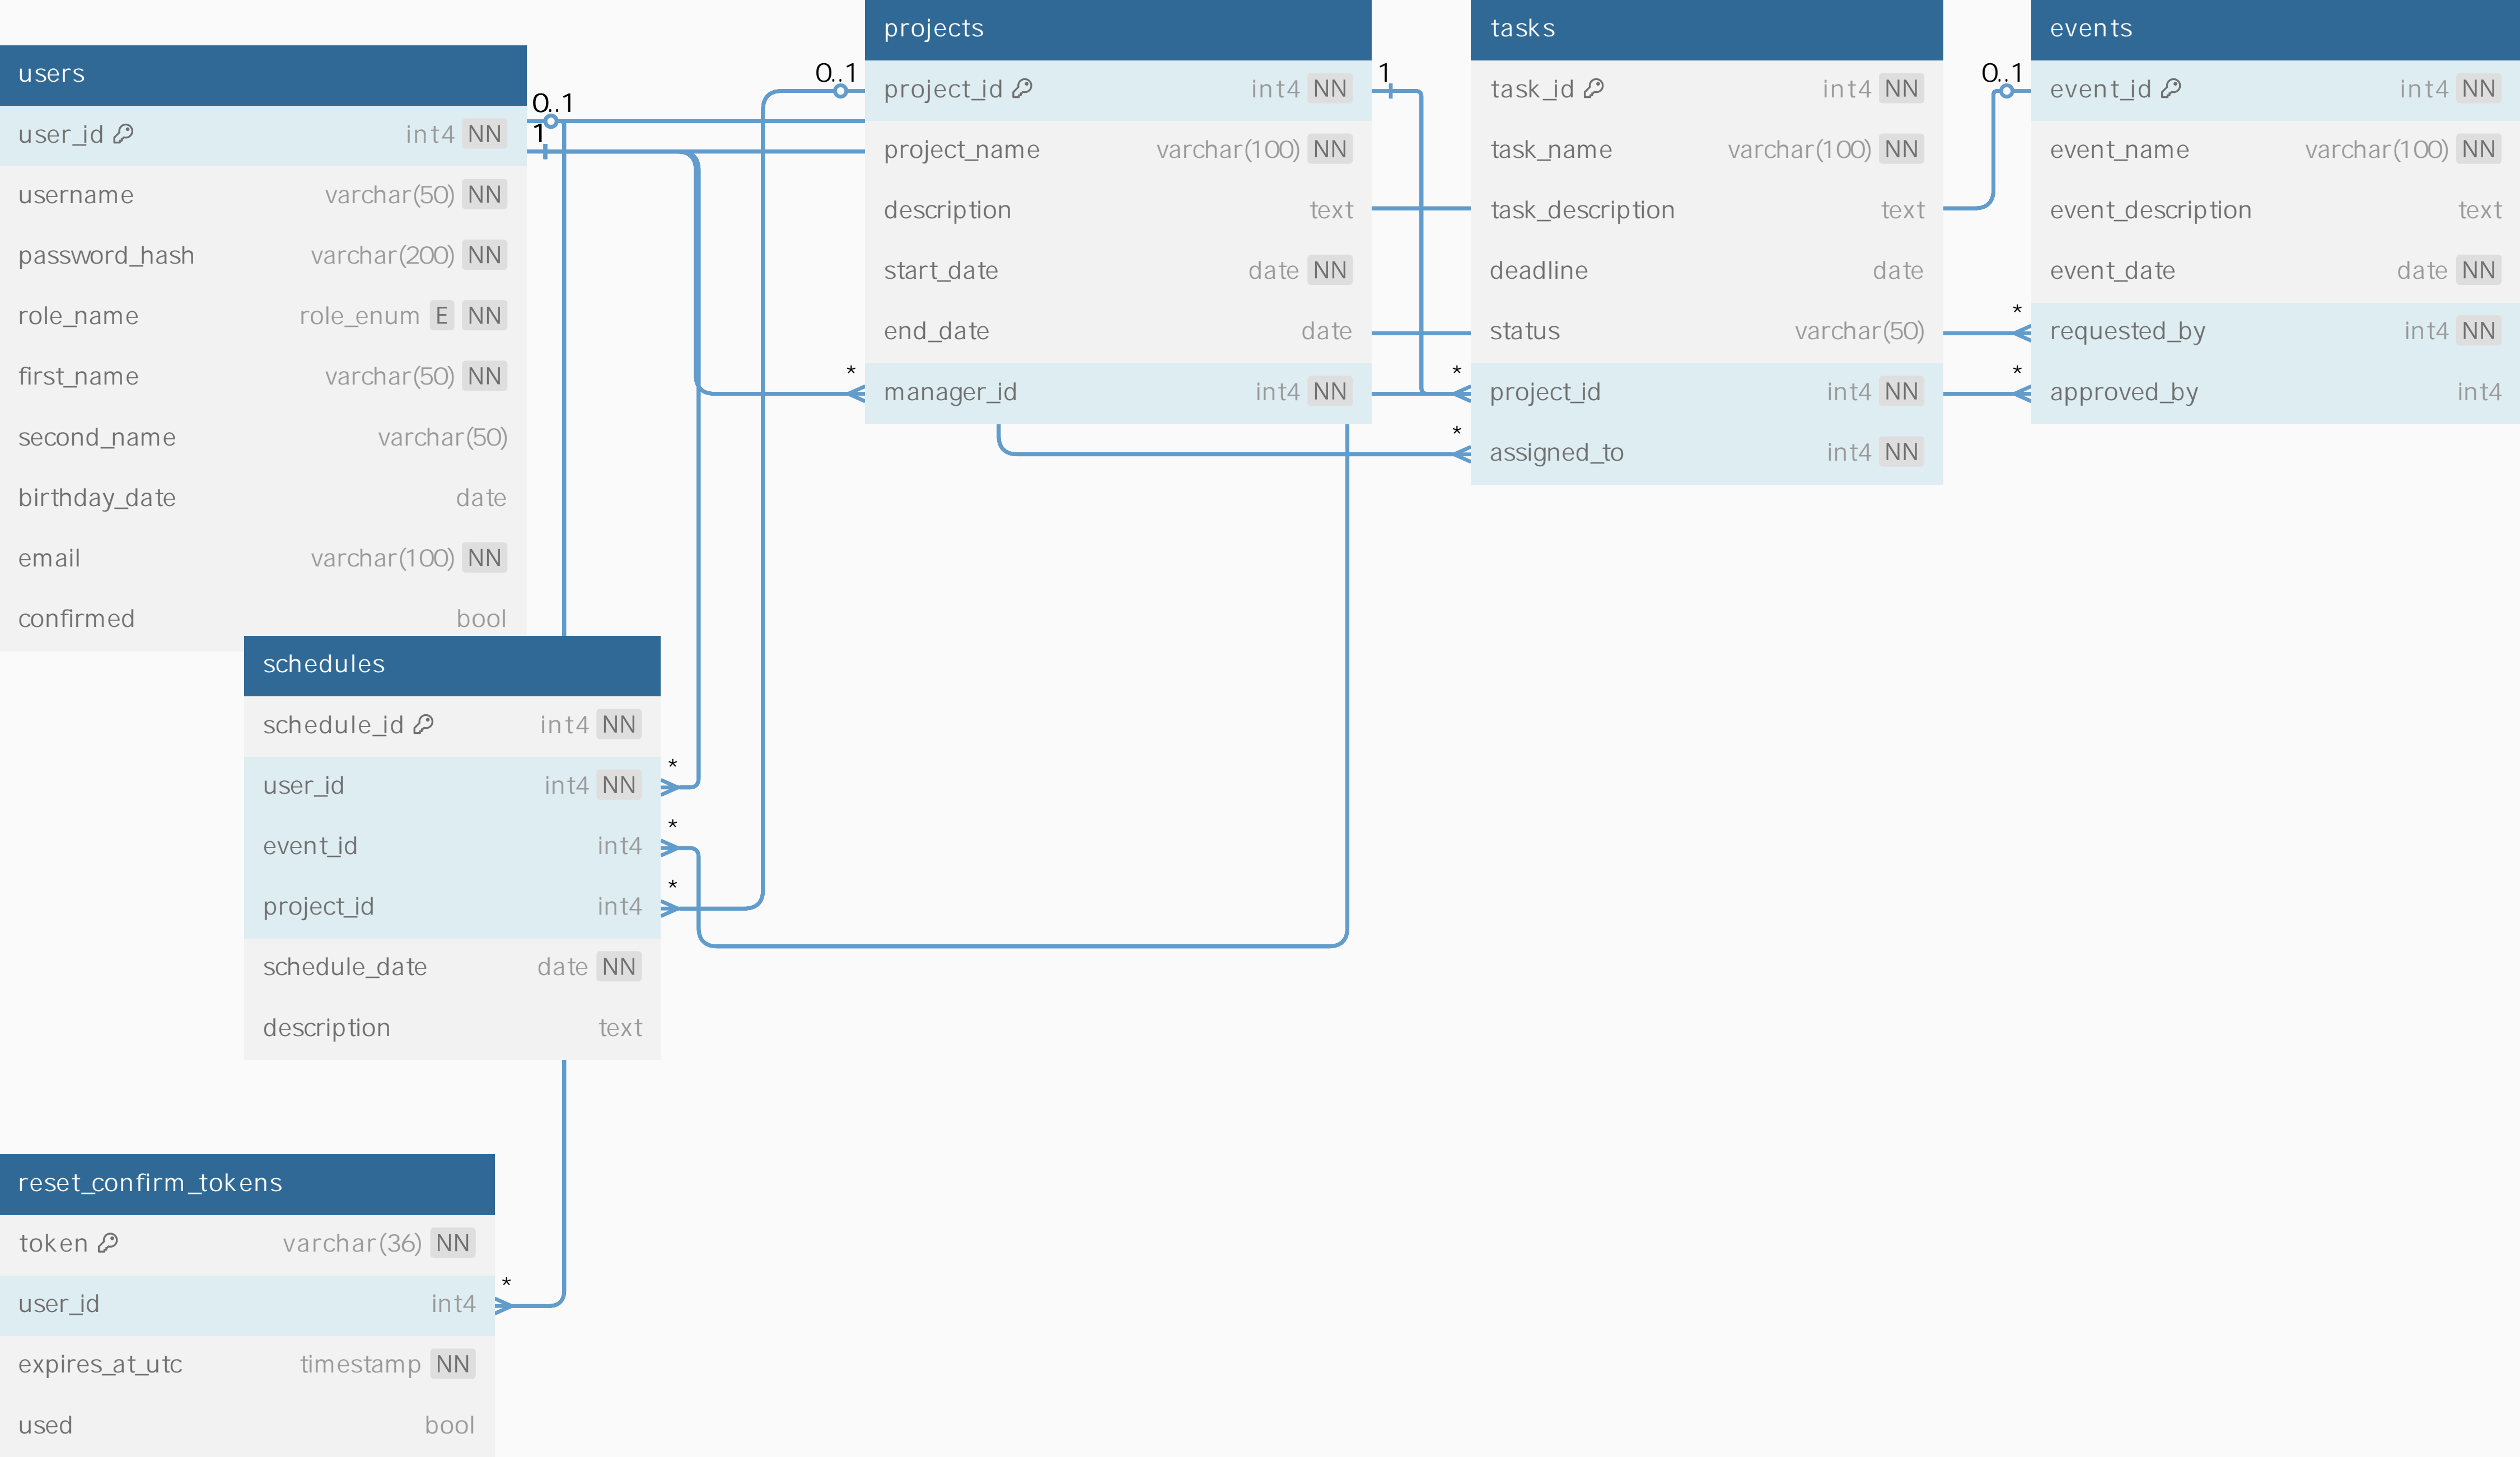 users
0..1
user_id int4 NN
1
username varchar(50) NN
password_hash varchar(200) NN
role_name role_enum E NN
first_name varchar(50) NN
second_name varchar(50)
birthday_date date
email varchar(100) NN
confirmed bool
projects
0..1
project_id int4 NN
1
project_name varchar(100) NN
description text
start_date date NN
end_date date
*
manager_id int4 NN
tasks
task_id int4 NN
task_name varchar(100) NN
task_description text
deadline date
status varchar(50)
*
project_id int4 NN
*
assigned_to int4 NN
events
0..1
event_id int4 NN
event_name varchar(100) NN
event_description text
event_date date NN
*
requested_by int4 NN
*
approved_by int4
schedules
schedule_id int4 NN
*
user_id int4 NN
*
event_id int4
*
project_id int4
schedule_date date NN
description text
reset_confirm_tokens
token varchar(36) NN
*
user_id int4
expires_at_utc timestamp NN
used bool